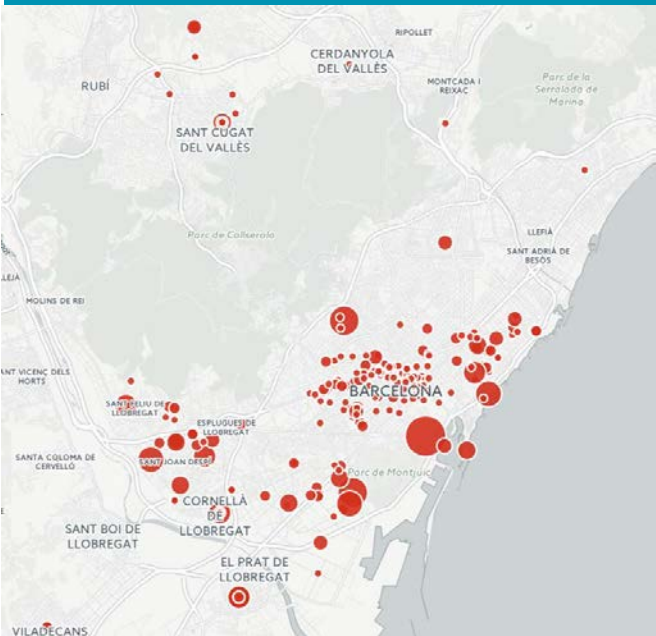 RIPOLLET
CERDANYOLA
DEL VALLÈS
RUBÍ
MONTCADA I
REIXAC
Parc de la
Serralada de
Marina
SANT CUGAT
DEL VALLÈS
LLEFIÀ
Parc de Collserola
SANT ADRIÀ DE
BESÒS
LLEJÀ
MOLINS DE REI
ANT VICENÇ DELS
HORTS
BARCELONA
SANT FELIU DE
LLOBREGAT
ESPLUGUES DE
LLOBREGAT
SANTA COLOMA DE
CERVELLÓ
SANT JOAN DESPÍ
Parc de Montjuïc
CORNELLÀ
DE
LLOBREGAT
SANT BOI DE
LLOBREGAT
EL PRAT DE
LLOBREGAT
VILADECANS